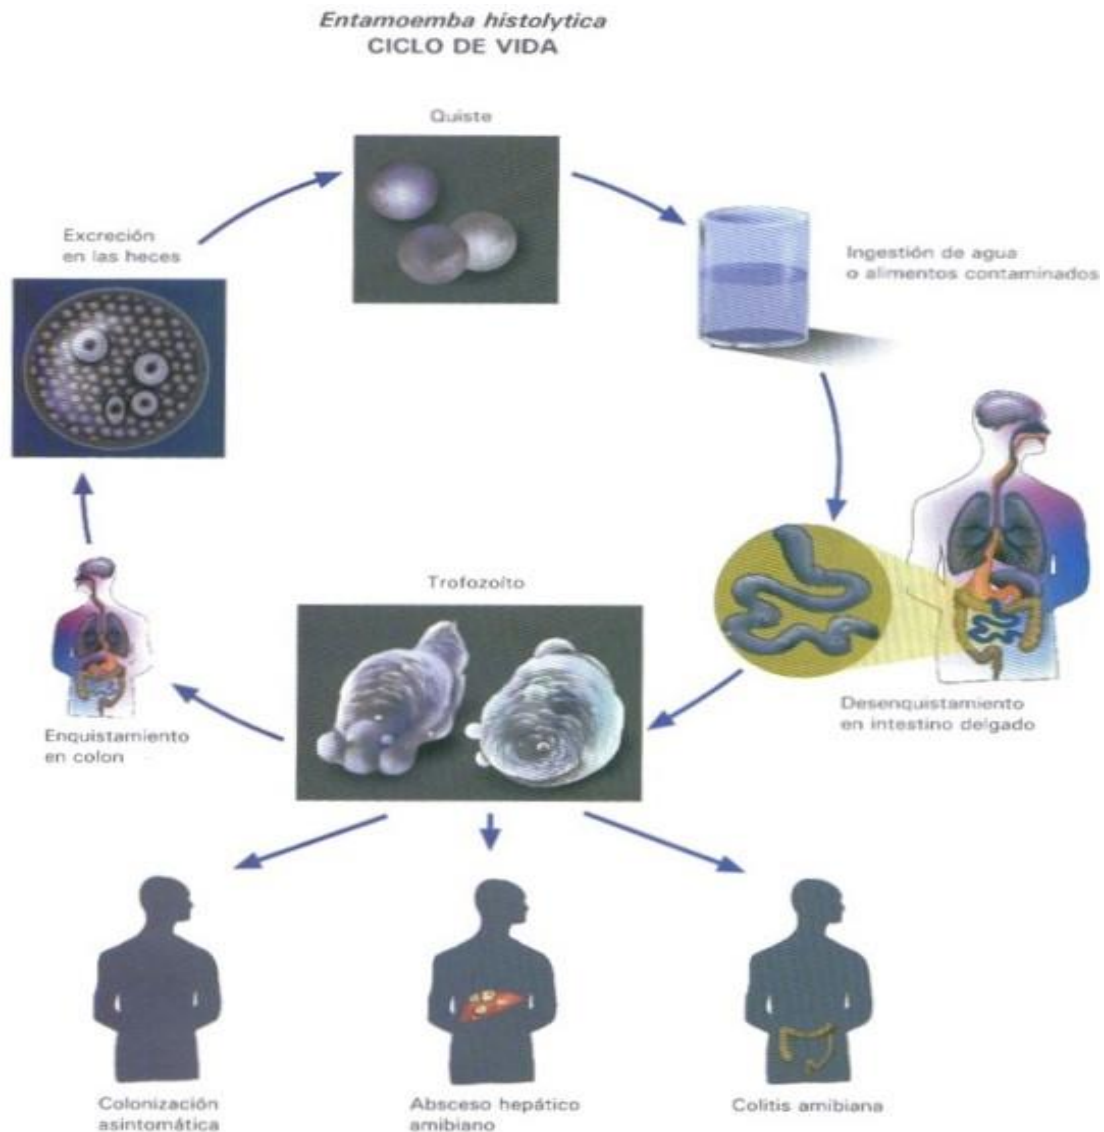 Entamoemba histolytica
CICLO DE VIDA
Quiste
Excreción
en las heces
Ingestión de agua
o alimentos contaminados
Trofozoíto
Desenquistamiento
en intestino delgado
Enquistamiento
en colon
Colonización
asintomática
Absceso hepático
amibiano
Colitis amibiana